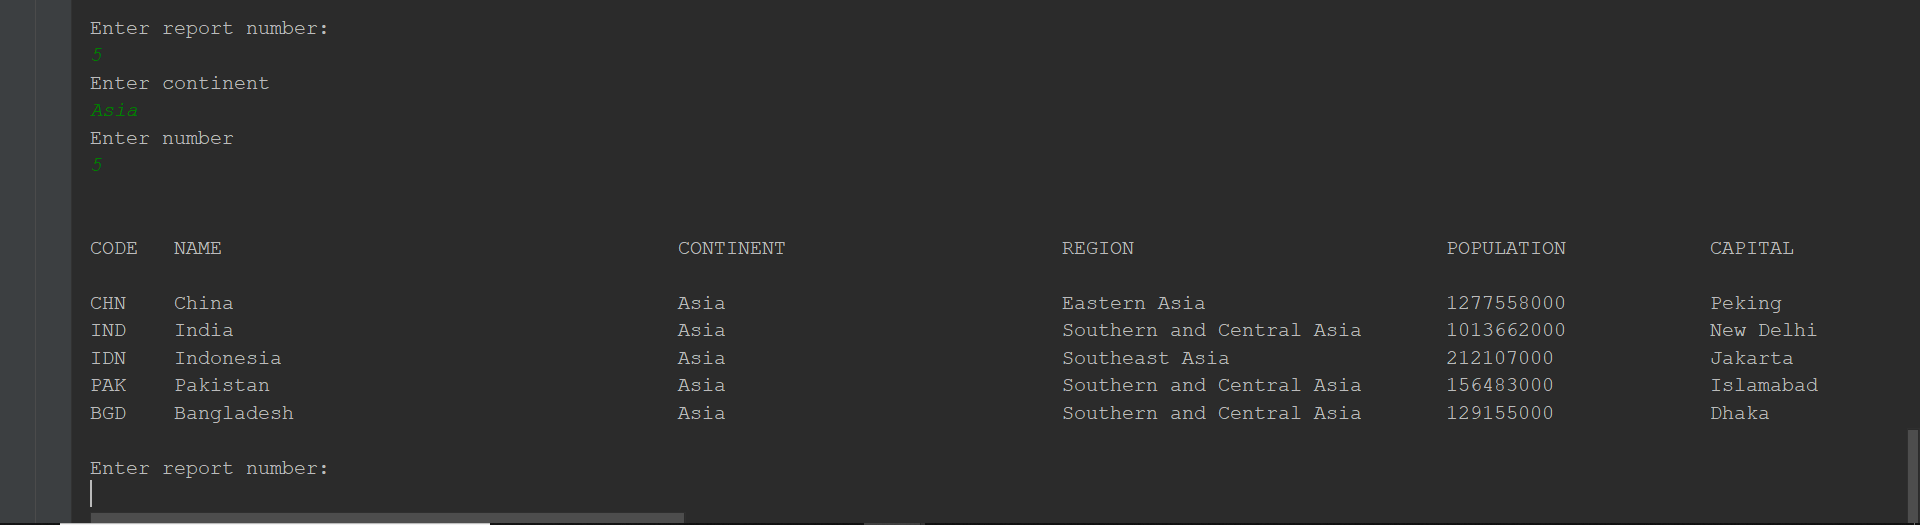 Enter report number:
5
Enter continent
Asia
Enter number
5
CODE NAME CONTINENT REGION POPULATION CAPITAL
CHN China Asia Eastern Asia 1277558000 Peking
IND India Asia Southern and Central Asia 1013662000 New Delhi
IDN Indonesia Asia Southeast Asia 212107000 Jakarta
PAK Pakistan Asia Southern and Central Asia 156483000 Islamabad
BGD Bangladesh Asia Southern and Central Asia 129155000 Dhaka
Enter report number: